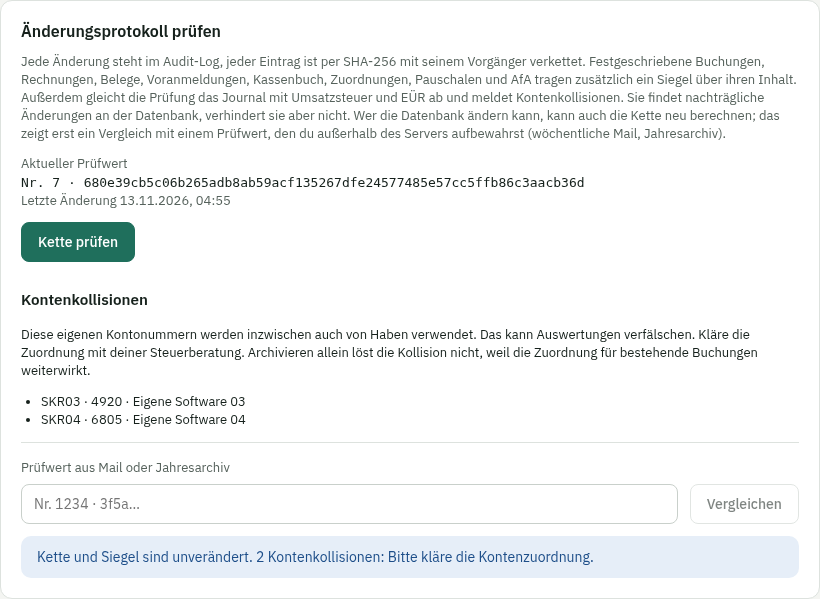 Änderungsprotokoll prüfen
Jede Änderung steht im Audit-Log, jeder Eintrag ist per SHA-256 mit seinem Vorgänger verkettet. Festgeschriebene Buchungen,
Rechnungen, Belege, Voranmeldungen, Kassenbuch, Zuordnungen, Pauschalen und AfA tragen zusätzlich ein Siegel über ihren Inhalt.
Außerdem gleicht die Prüfung das Journal mit Umsatzsteuer und EÜR ab und meldet Kontenkollisionen. Sie findet nachträgliche
Änderungen an der Datenbank, verhindert sie aber nicht. Wer die Datenbank ändern kann, kann auch die Kette neu berechnen; das
zeigt erst ein Vergleich mit einem Prüfwert, den du außerhalb des Servers aufbewahrst (wöchentliche Mail, Jahresarchiv).
Aktueller Prüfwert
Nr. 7 · 680e39cb5c06b265adb8ab59acf135267dfe24577485e57cc5ffb86c3aacb36d
Letzte Änderung 13.11.2026, 04:55
Kette prüfen
Kontenkollisionen
Diese eigenen Kontonummern werden inzwischen auch von Haben verwendet. Das kann Auswertungen verfälschen. Kläre die
Zuordnung mit deiner Steuerberatung. Archivieren allein löst die Kollision nicht, weil die Zuordnung für bestehende Buchungen
weiterwirkt.
• SKR03 · 4920 · Eigene Software 03
• SKR04 · 6805 · Eigene Software 04
Prüfwert aus Mail oder Jahresarchiv
Nr. 1234 · 3f5a…
Vergleichen
Kette und Siegel sind unverändert. 2 Kontenkollisionen: Bitte kläre die Kontenzuordnung.